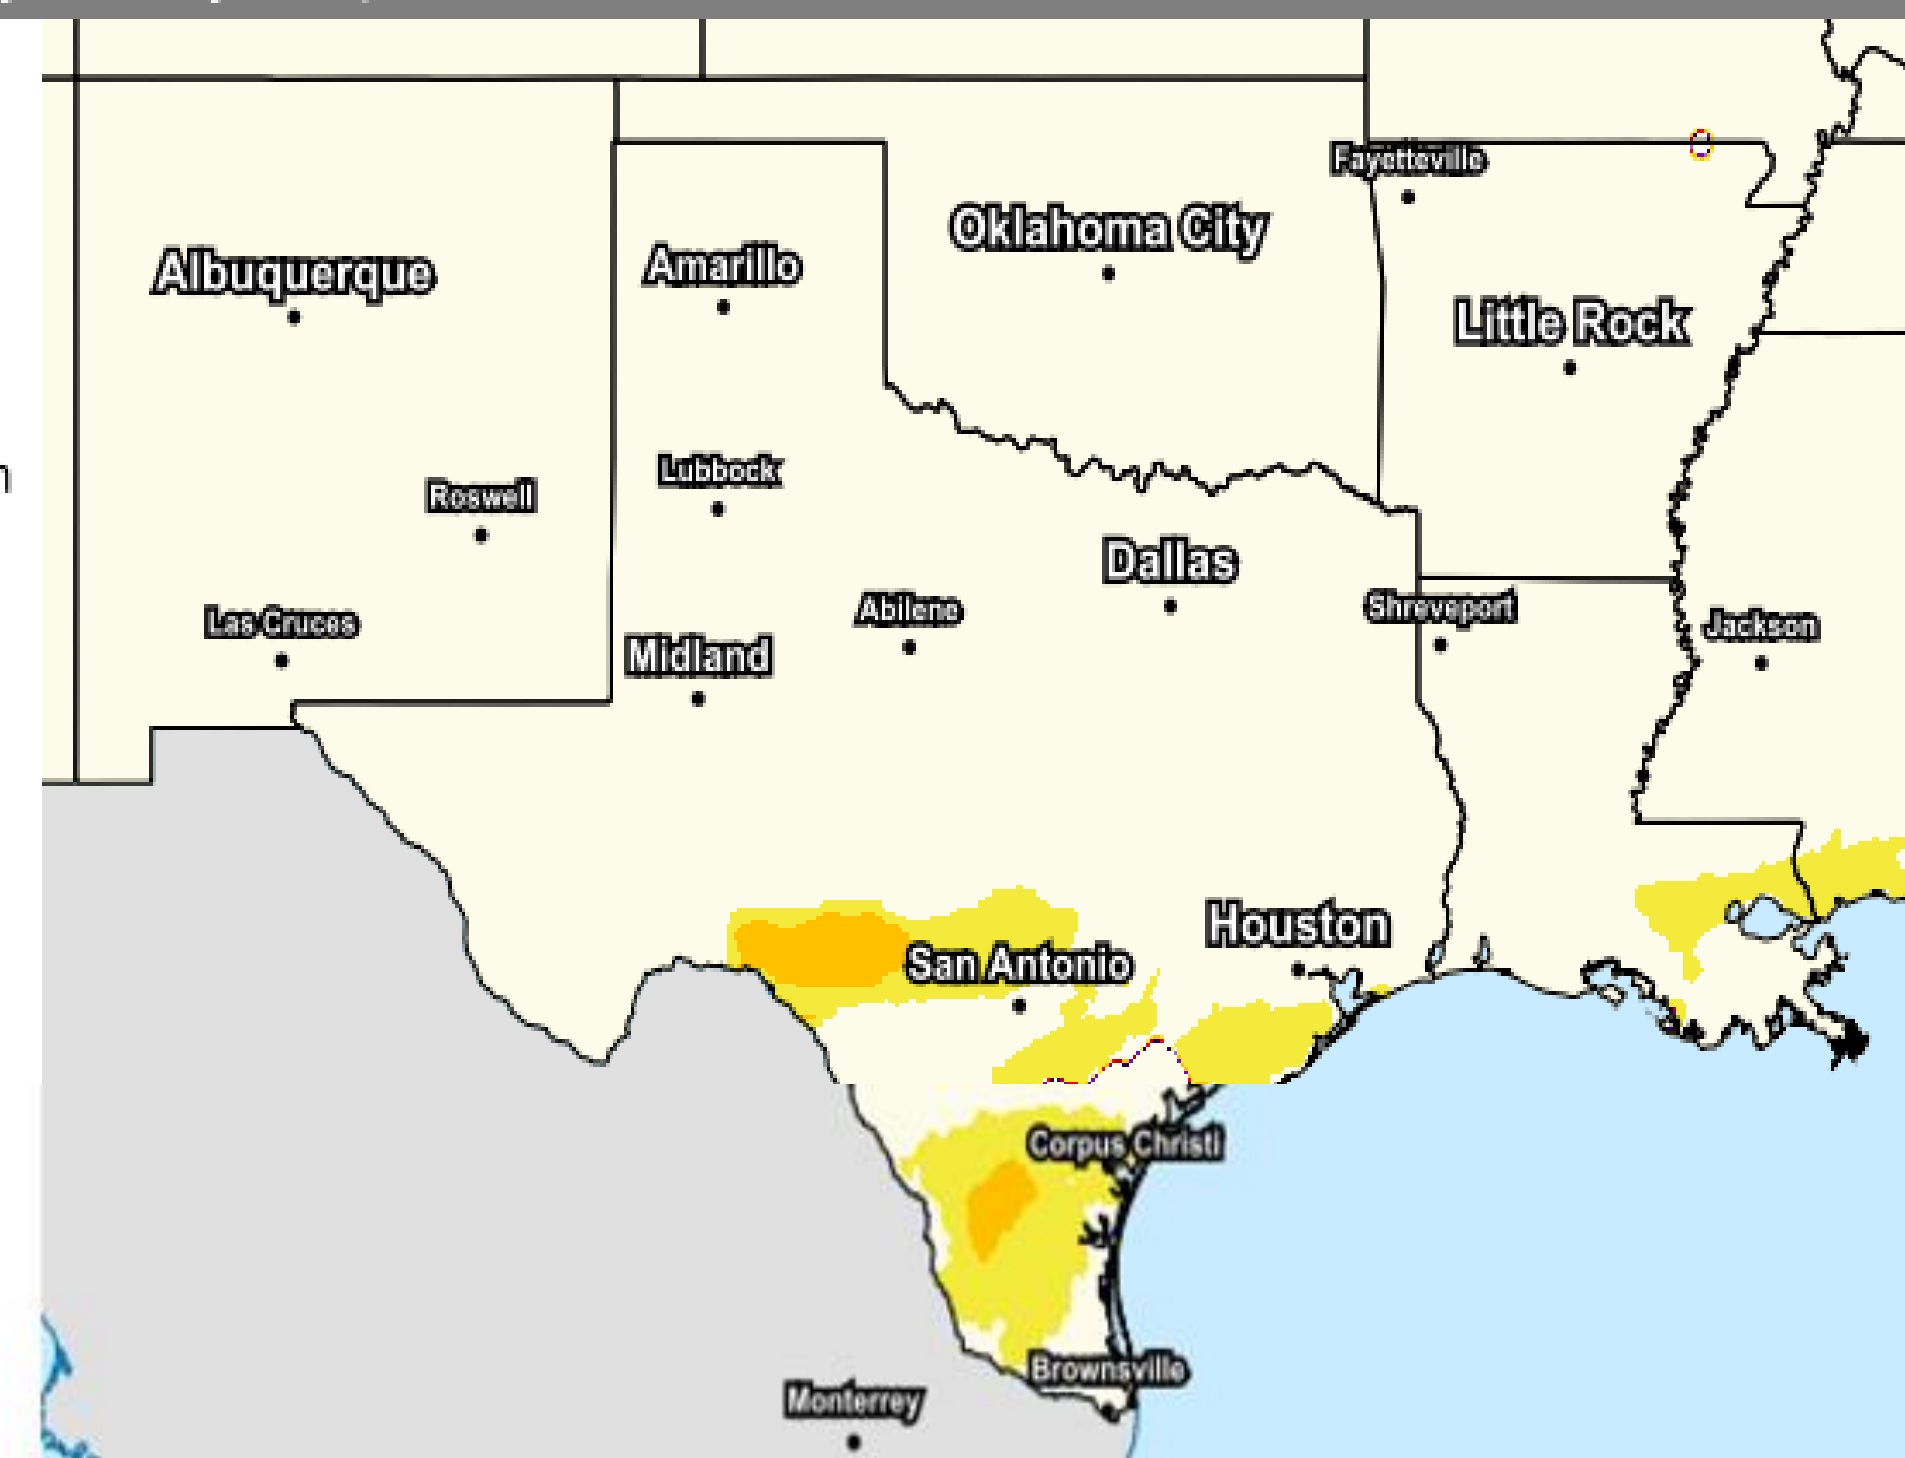 Fayetteville
Oklahoma City
Albuquerque
Amarillo
Little Rock
Lubbock
Roswell
Dallas
Las Cruces
Abilene
Shreveport
Jackson
Midland
Houston
San Antonio
Corpus Christi
Brownsville
Monterrey